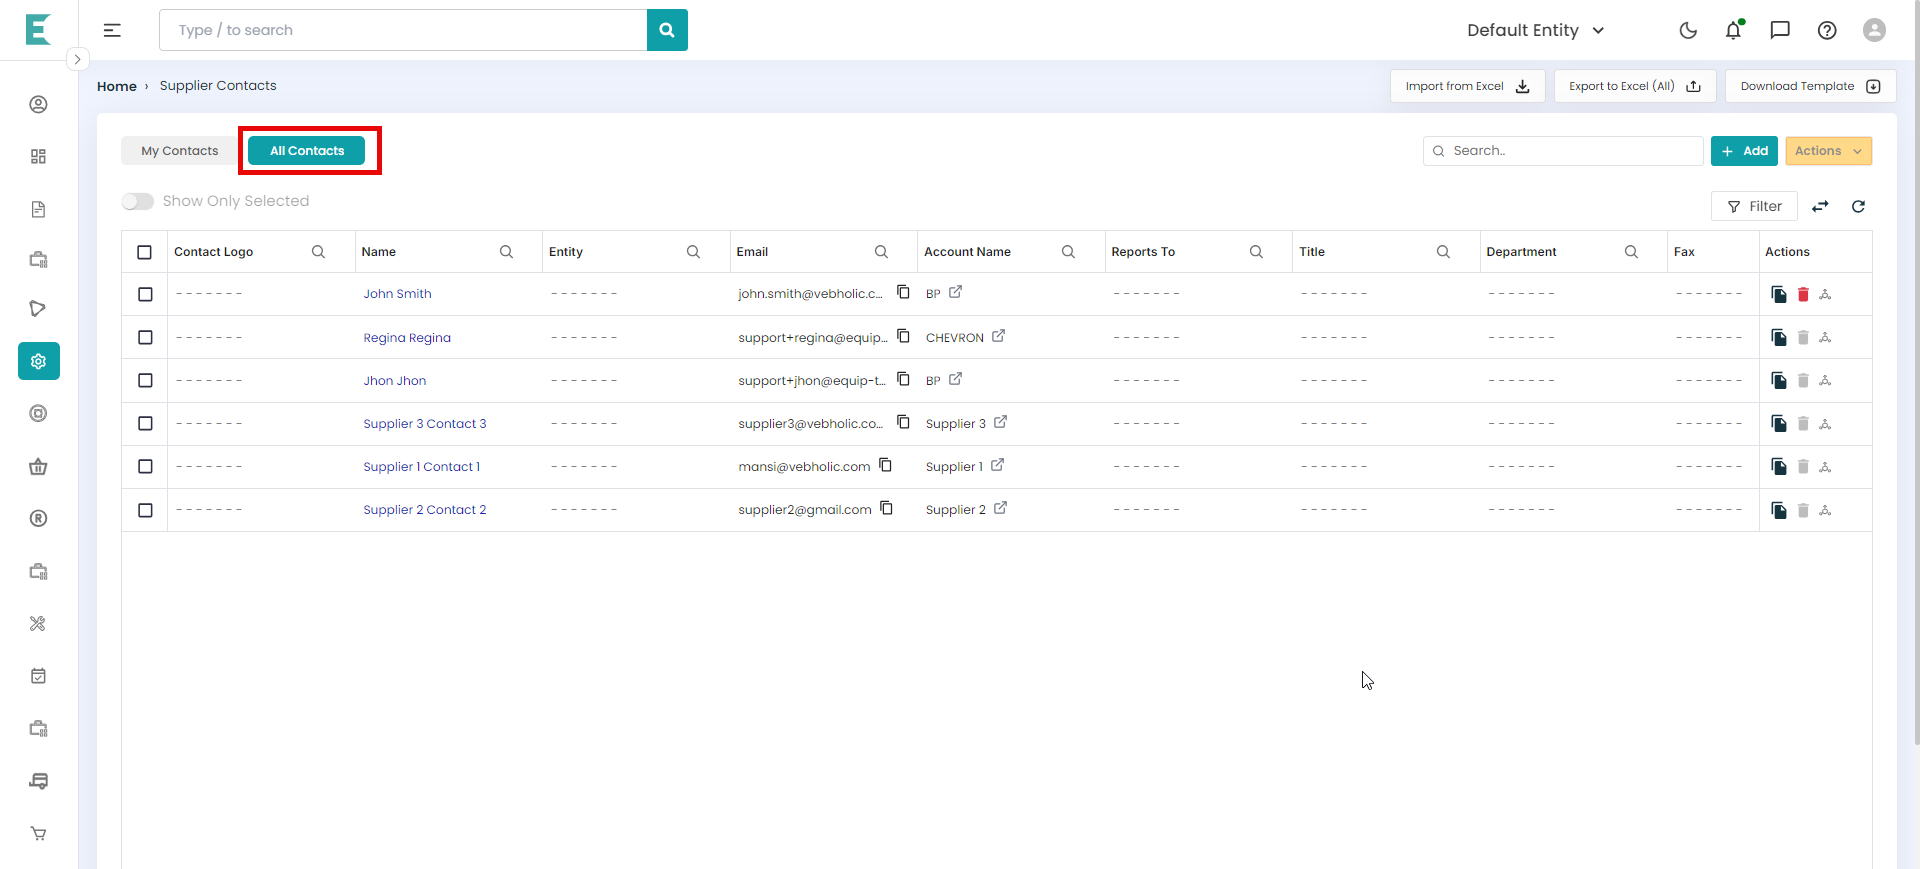 Type / to search
Default Entity
Home › Supplier Contacts
Import from Excel
Export to Excel (All)
Download Template
My Contacts
All Contacts
Search..
+ Add
Actions
Show Only Selected
Filter
Contact Logo Name Entity Email Account Name Reports To Title Department Fax Actions
------- John Smith ------- john.smith@vebholic.c... BP ------- ------- ------- -------
------- Regina Regina ------- support+regina@equip... CHEVRON ------- ------- ------- -------
------- Jhon Jhon ------- support+jhon@equip-t... BP ------- ------- ------- -------
------- Supplier 3 Contact 3 ------- supplier3@vebholic.co... Supplier 3 ------- ------- ------- -------
------- Supplier 1 Contact 1 ------- mansi@vebholic.com Supplier 1 ------- ------- ------- -------
------- Supplier 2 Contact 2 ------- supplier2@gmail.com Supplier 2 ------- ------- ------- -------